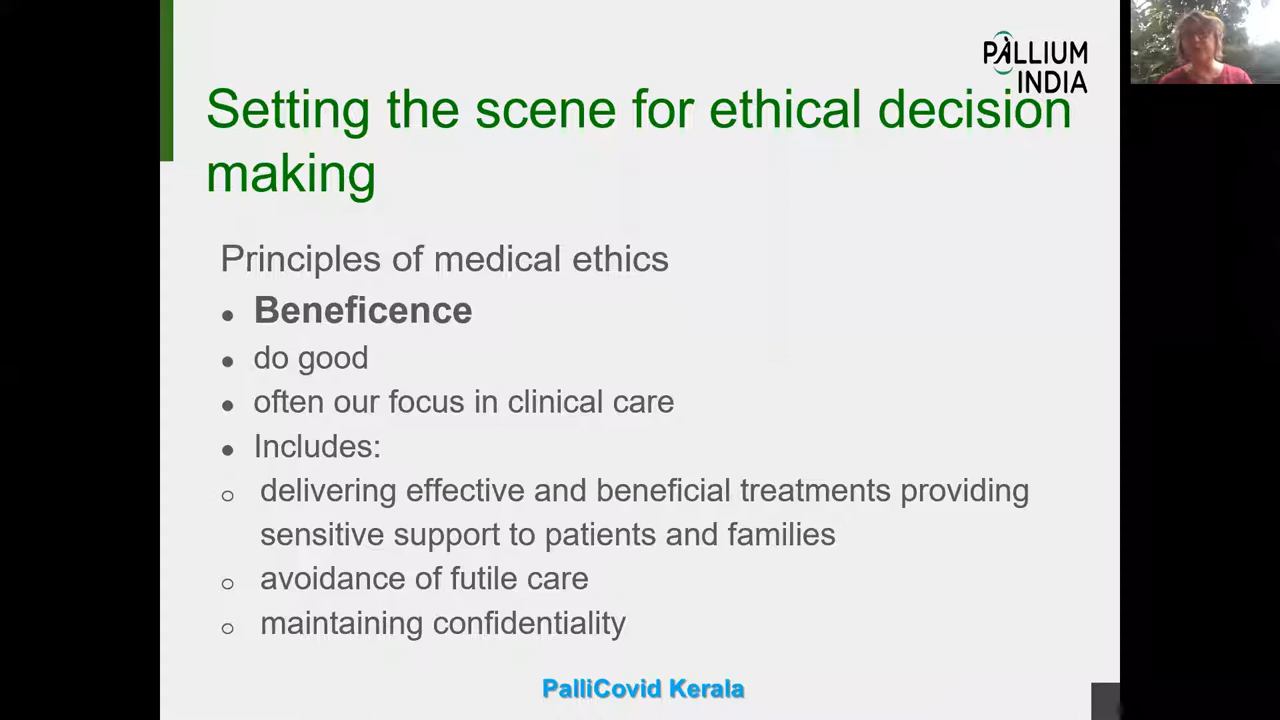 PALLIUM
INDIA
Setting the scene for ethical decision
making
Principles of medical ethics
● Beneficence
● do good
● often our focus in clinical care
● Includes:
○ delivering effective and beneficial treatments providing
sensitive support to patients and families
○ avoidance of futile care
○ maintaining confidentiality
PalliCovid Kerala